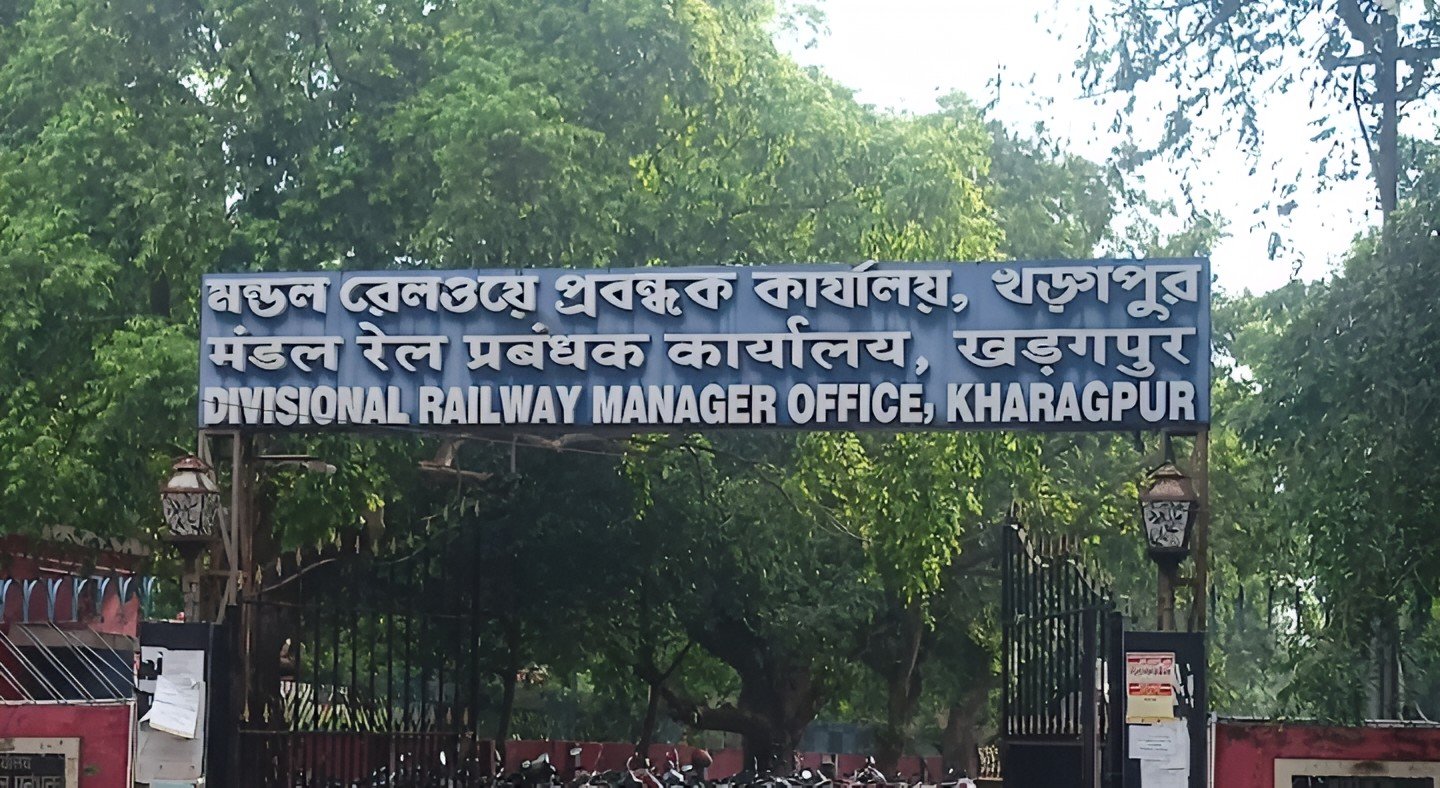 মন্ডল রেলওয়ে প্রবন্ধক কার্যালয়, খড়্গপুর
मंडल रेल प्रबंधक कार्यालय, खड़गपुर
DIVISIONAL RAILWAY MANAGER OFFICE, KHARAGPUR